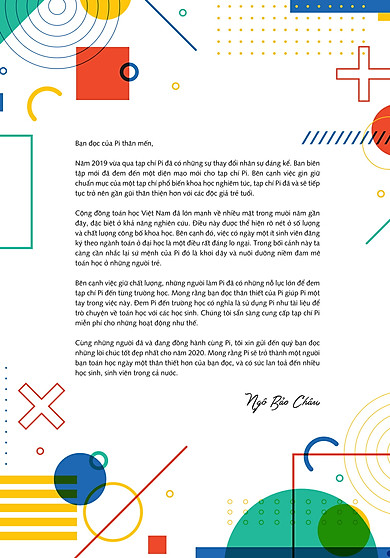 Bạn đọc của Pi thân mến,
Năm 2019 vừa qua tạp chí Pi đã có những sự thay đổi nhân sự đáng kể. Ban biên
tập mới đã đem đến một diện mạo mới cho tạp chí Pi. Bên cạnh việc gìn giữ
chuẩn mực của một tạp chí phổ biến khoa học nghiêm túc, tạp chí Pi đã và sẽ tiếp
tục trở nên gần gũi thân thiện hơn với các độc giả trẻ tuổi.
Cộng đồng toán học Việt Nam đã lớn mạnh về nhiều mặt trong mười năm gần
đây, đặc biệt ở khả năng nghiên cứu. Điều này được thể hiện rõ nét ở số lượng
và chất lượng công bố khoa học. Bên cạnh đó, việc có ngày một ít sinh viên đăng
ký theo ngành toán ở đại học là một điều rất đáng lo ngại. Trong bối cảnh này ta
càng cần nhắc lại sứ mệnh của Pi đó là khơi dậy và nuôi dưỡng niềm đam mê
toán học ở những người trẻ.
Bên cạnh việc giữ chất lượng, những người làm Pi đã có những nỗ lực lớn để đem
tạp chí Pi đến từng trường học. Mong rằng bạn đọc thân thiết của Pi giúp Pi một
tay trong việc này. Đem Pi đến trường học có nghĩa là sử dụng Pi như tài liệu để
trò chuyện về toán học với các học sinh. Chúng tôi sẵn sàng cung cấp tạp chí Pi
miễn phí cho những hoạt động như thế.
Cùng những người đã và đang đồng hành cùng Pi, tôi xin gửi đến quý bạn đọc
những lời chúc tốt đẹp nhất cho năm 2020. Mong rằng Pi sẽ trở thành một người
bạn toán học ngày một thân thiết hơn của bạn đọc, và có sức lan toả đến nhiều
học sinh, sinh viên trong cả nước.
Ngô Bảo Châu